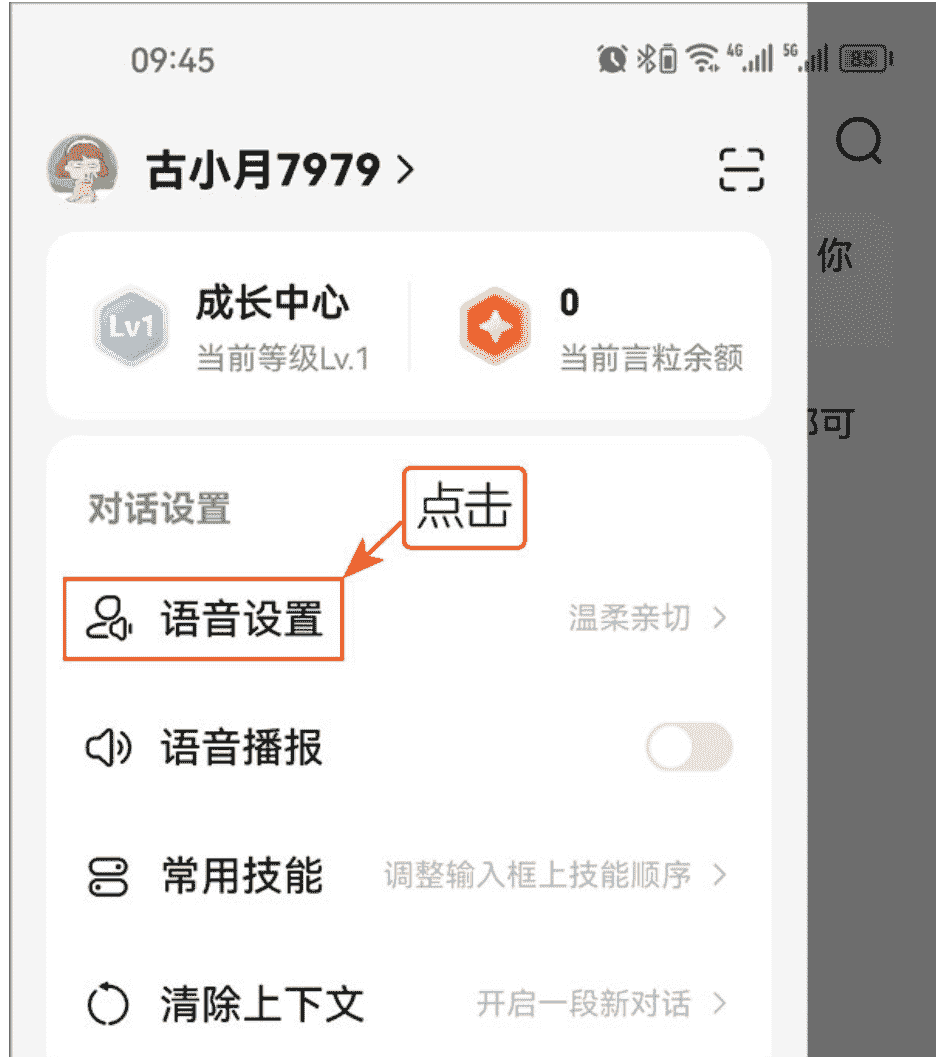 09:45
4G 5G 85
古小月7979
成长中心
当前等级Lv.1
Lv1
0
当前言粒余额
你
可
对话设置
点击
语音设置
温柔亲切
语音播报
常用技能
调整输入框上技能顺序
清除上下文
开启一段新对话